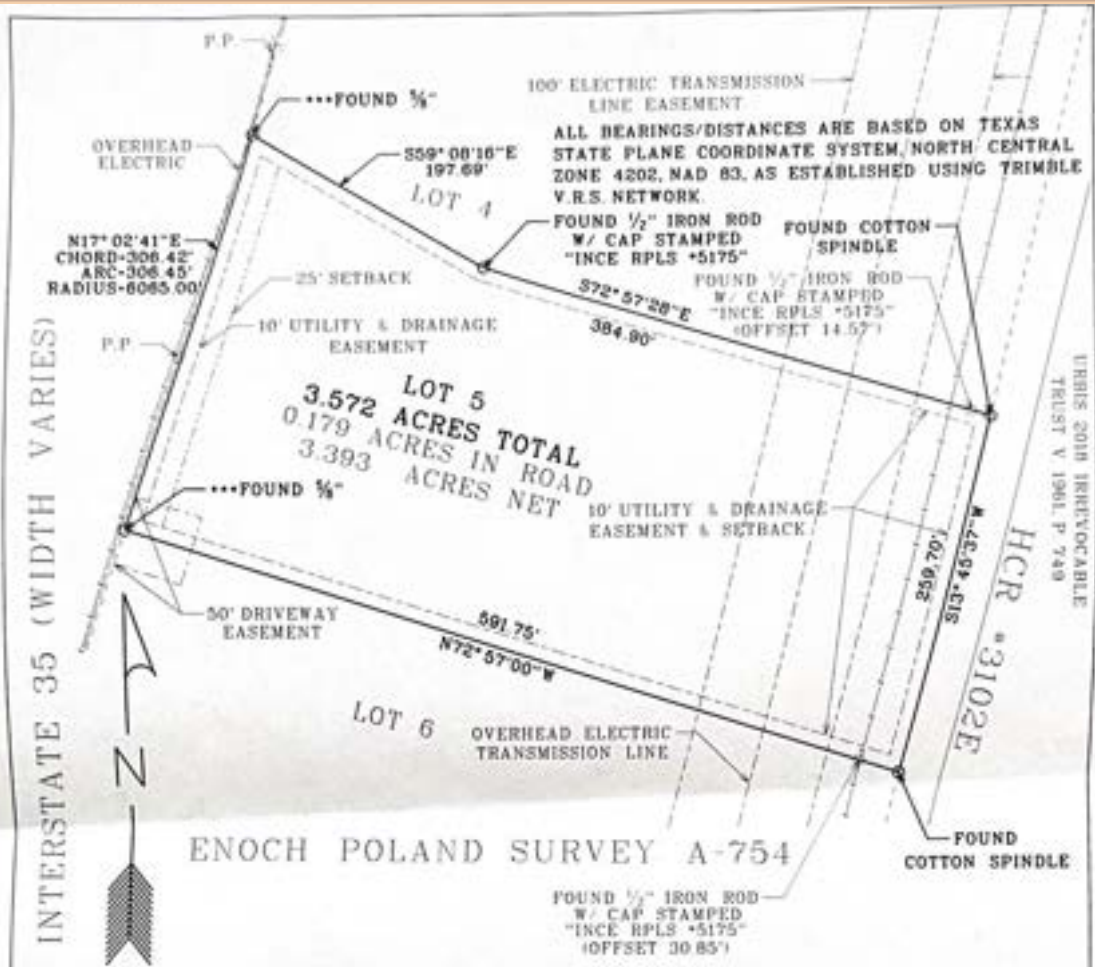 P.P
***FOUND ⅝"
100' ELECTRIC TRANSMISSION
LINE EASEMENT
ALL BEARINGS/DISTANCES ARE BASED ON TEXAS
STATE PLANE COORDINATE SYSTEM, NORTH CENTRAL
ZONE 4202, NAD 83, AS ESTABLISHED USING TRIMBLE
V.R.S. NETWORK.
OVERHEAD
ELECTRIC
S59°08'16"E
197.69'
LOT 4
FOUND ½" IRON ROD
W/ CAP STAMPED
"INCE RPLS *5175"
FOUND COTTON
SPINDLE
N17°02'41"E
CHORD=306.42'
ARC=306.45'
RADIUS=6065.00'
25' SETBACK
S72°57'28"E
384.90'
FOUND ½" IRON ROD
W/ CAP STAMPED
"INCE RPLS *5175"
(OFFSET 14.57')
10' UTILITY & DRAINAGE
EASEMENT
P.P
LOT 5
3.572 ACRES TOTAL
0.179 ACRES IN ROAD
3.393 ACRES NET
***FOUND ⅝"
10' UTILITY & DRAINAGE
EASEMENT & SETBACK
259.70'
S13°45'37"W
HCR *3102E
URBIS 2018 IRREVOCABLE
TRUST V 1961, P 749
50' DRIVEWAY
EASEMENT
591.75'
N72°57'00"W
LOT 6
OVERHEAD ELECTRIC
TRANSMISSION LINE
INTERSTATE 35 (WIDTH VARIES)
N
ENOCH POLAND SURVEY A-754
FOUND
COTTON SPINDLE
FOUND ½" IRON ROD
W/ CAP STAMPED
"INCE RPLS *5175"
(OFFSET 30.85')